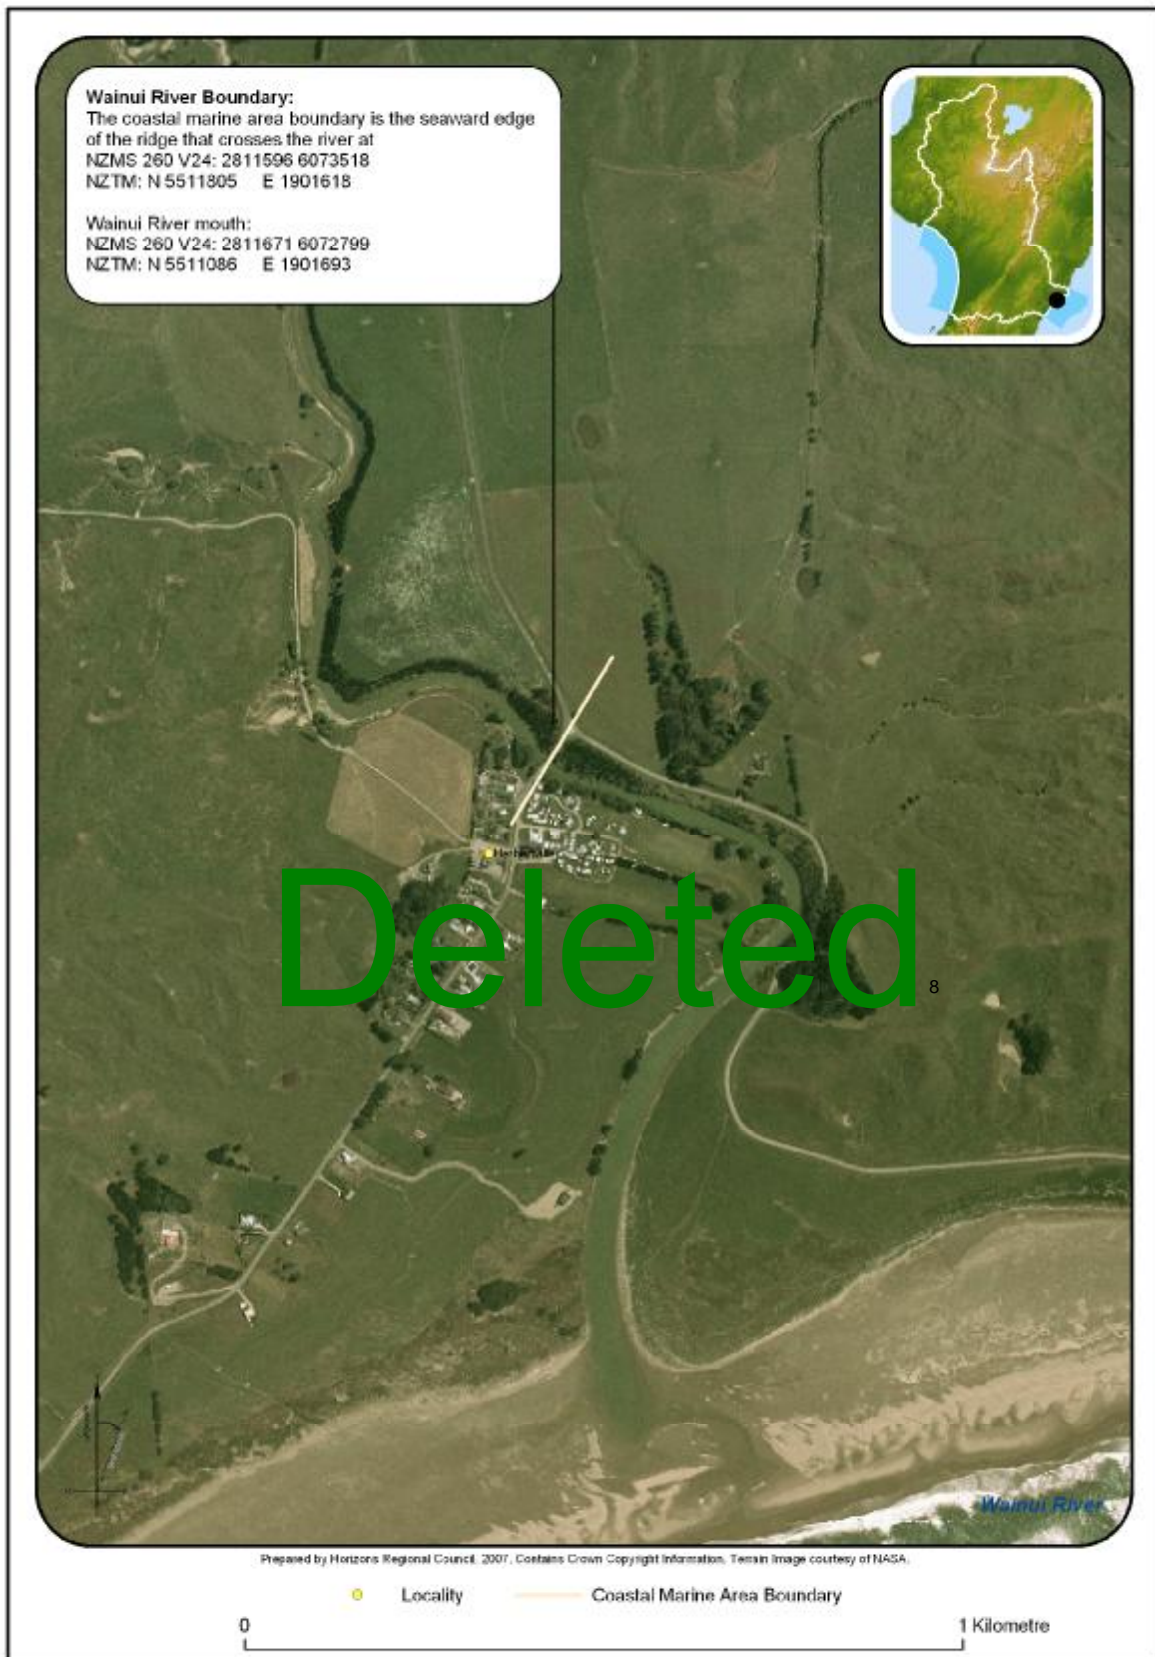 Wainui River Boundary:
The coastal marine area boundary is the seaward edge
of the ridge that crosses the river at
NZMS 260 V24: 2811596 6073518
NZTM: N 5511805 E 1901618
Wainui River mouth:
NZMS 260 V24: 2811671 6072799
NZTM: N 5511086 E 1901693
Deleted
8
Wainui River
Prepared by Horizons Regional Council, 2007. Contains Crown Copyright Information. Terrain Image courtesy of NASA.
Locality
Coastal Marine Area Boundary
0
1 Kilometre